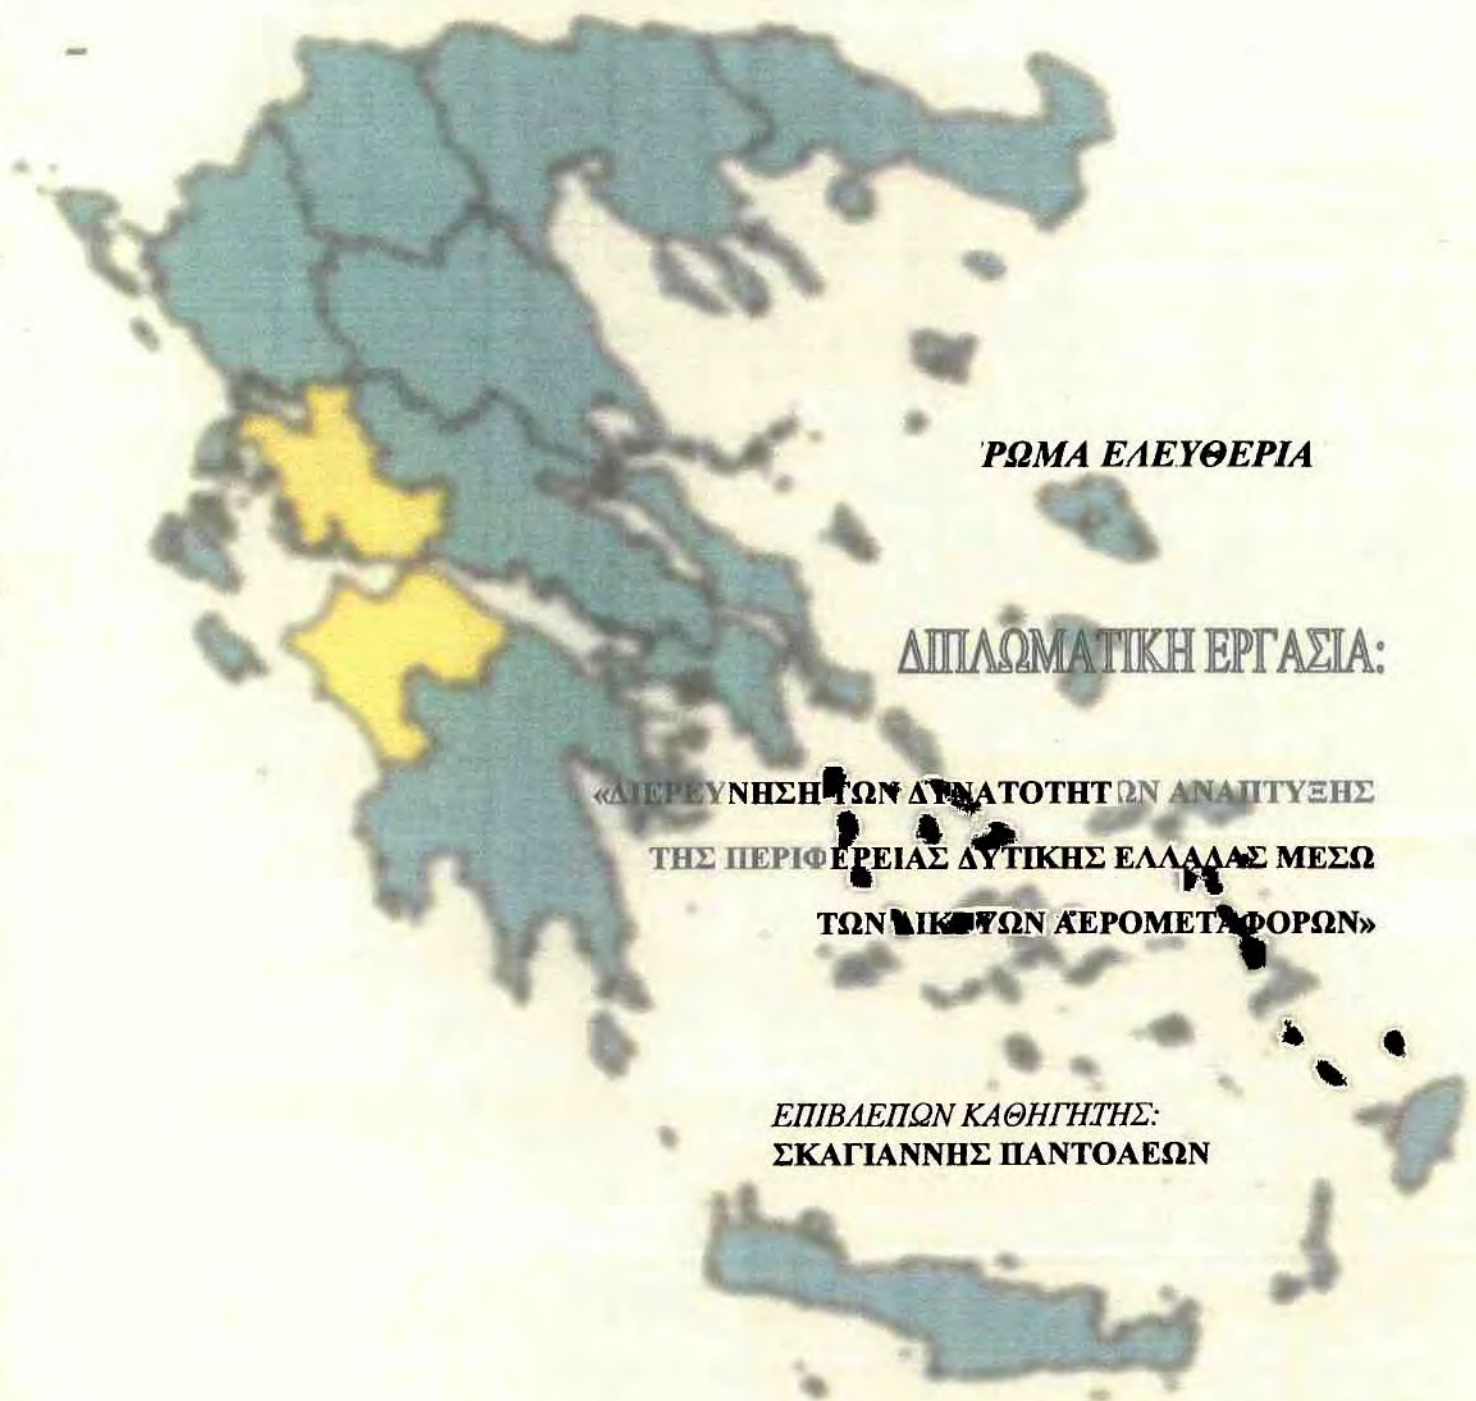 ΡΩΜΑ ΕΛΕΥΘΕΡΙΑ
ΔΙΠΛΩΜΑΤΙΚΗ ΕΡΓΑΣΙΑ:
«ΔΙΕΡΕΥΝΗΣΗ ΤΩΝ ΔΥΝΑΤΟΤΗΤΩΝ ΑΝΑΠΤΥΞΗΣ
ΤΗΣ ΠΕΡΙΦΕΡΕΙΑΣ ΔΥΤΙΚΗΣ ΕΛΛΑΔΑΣ ΜΕΣΩ
ΤΩΝ ΔΙΚΤΥΩΝ ΑΕΡΟΜΕΤΑΦΟΡΩΝ»
ΕΠΙΒΛΕΠΩΝ ΚΑΘΗΓΗΤΗΣ:
ΣΚΑΓΙΑΝΝΗΣ ΠΑΝΤΟΛΕΩΝ